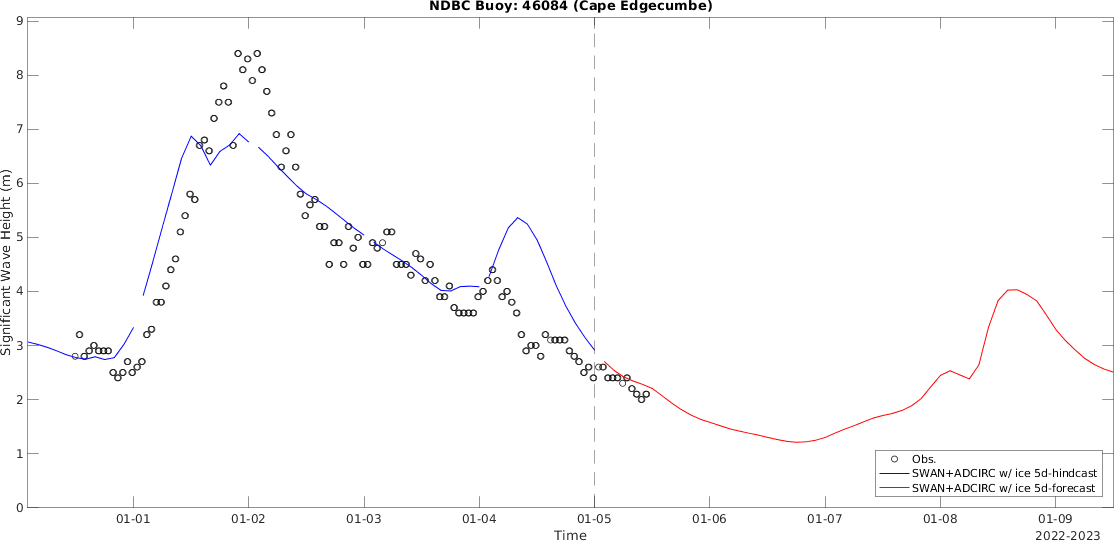 NDBC Buoy: 46084 (Cape Edgecumbe)
Significant Wave Height (m)
9
8
7
6
5
4
3
2
1
0
01-01 01-02 01-03 01-04 01-05 01-06 01-07 01-08 01-09
Time
2022-2023
Obs.
SWAN+ADCIRC w/ ice 5d-hindcast
SWAN+ADCIRC w/ ice 5d-forecast